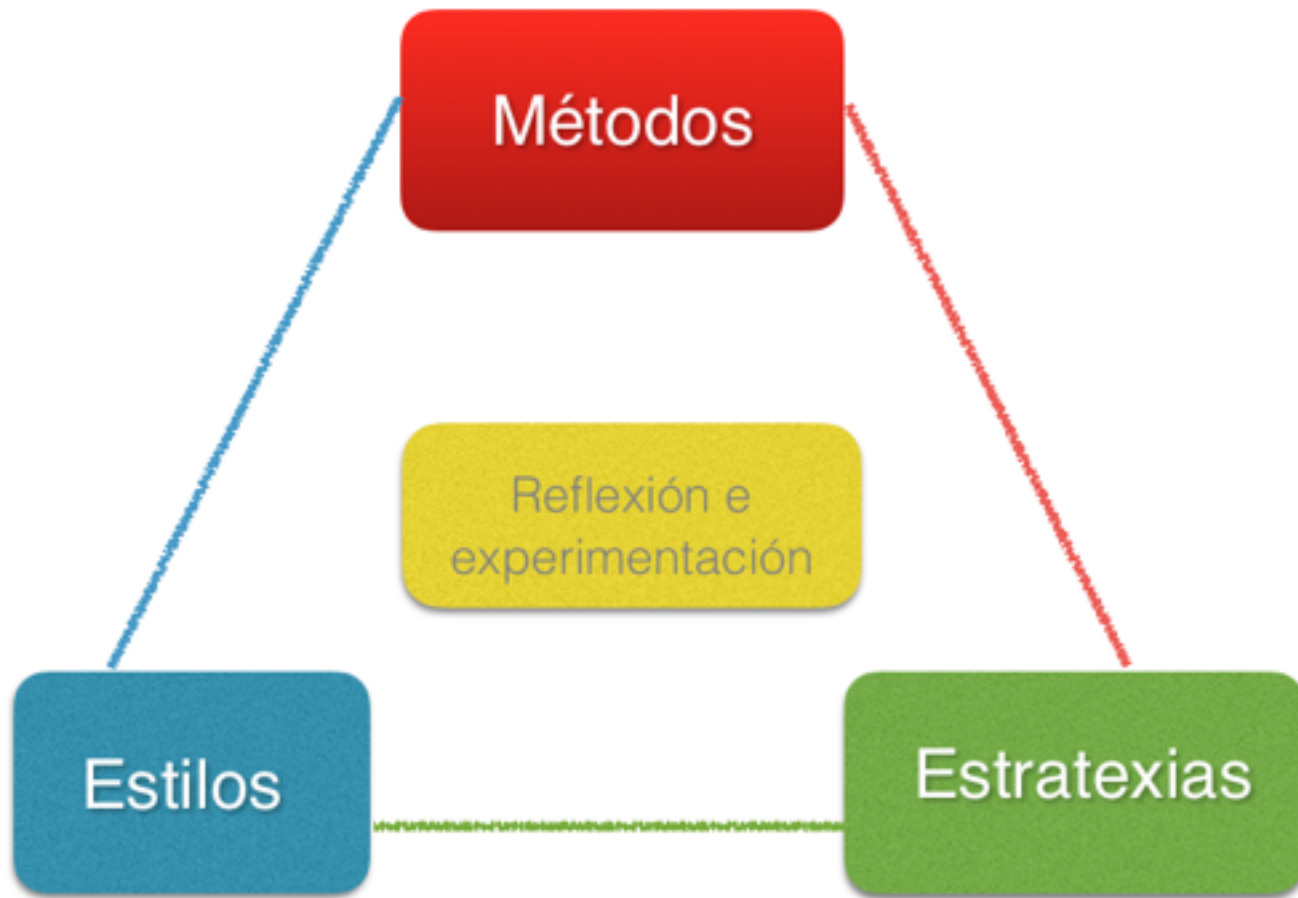 Métodos
Reflexión e
experimentación
Estilos
Estratexias